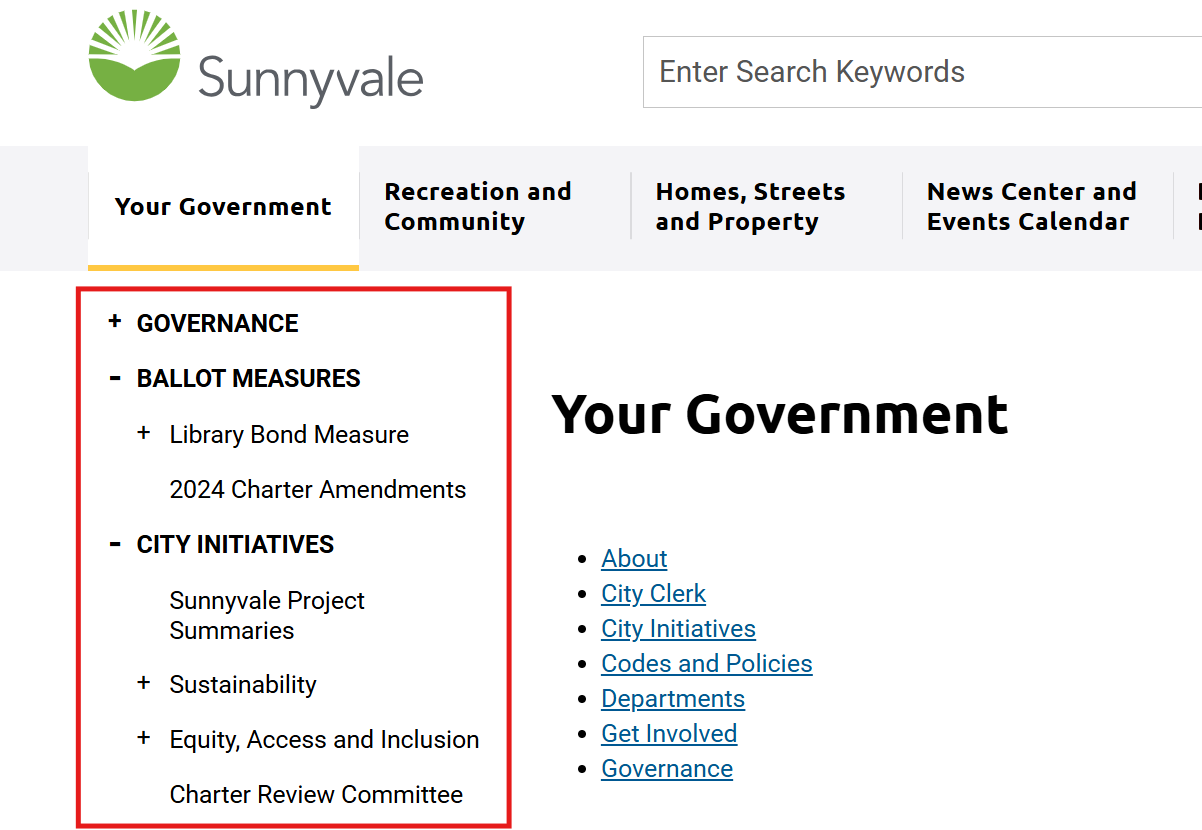 Sunnyvale
Enter Search Keywords
Your Government
Recreation and
Community
Homes, Streets
and Property
News Center and
Events Calendar
+ GOVERNANCE
- BALLOT MEASURES
+ Library Bond Measure
2024 Charter Amendments
- CITY INITIATIVES
Sunnyvale Project
Summaries
+ Sustainability
+ Equity, Access and Inclusion
Charter Review Committee
Your Government
• About
• City Clerk
• City Initiatives
• Codes and Policies
• Departments
• Get Involved
• Governance